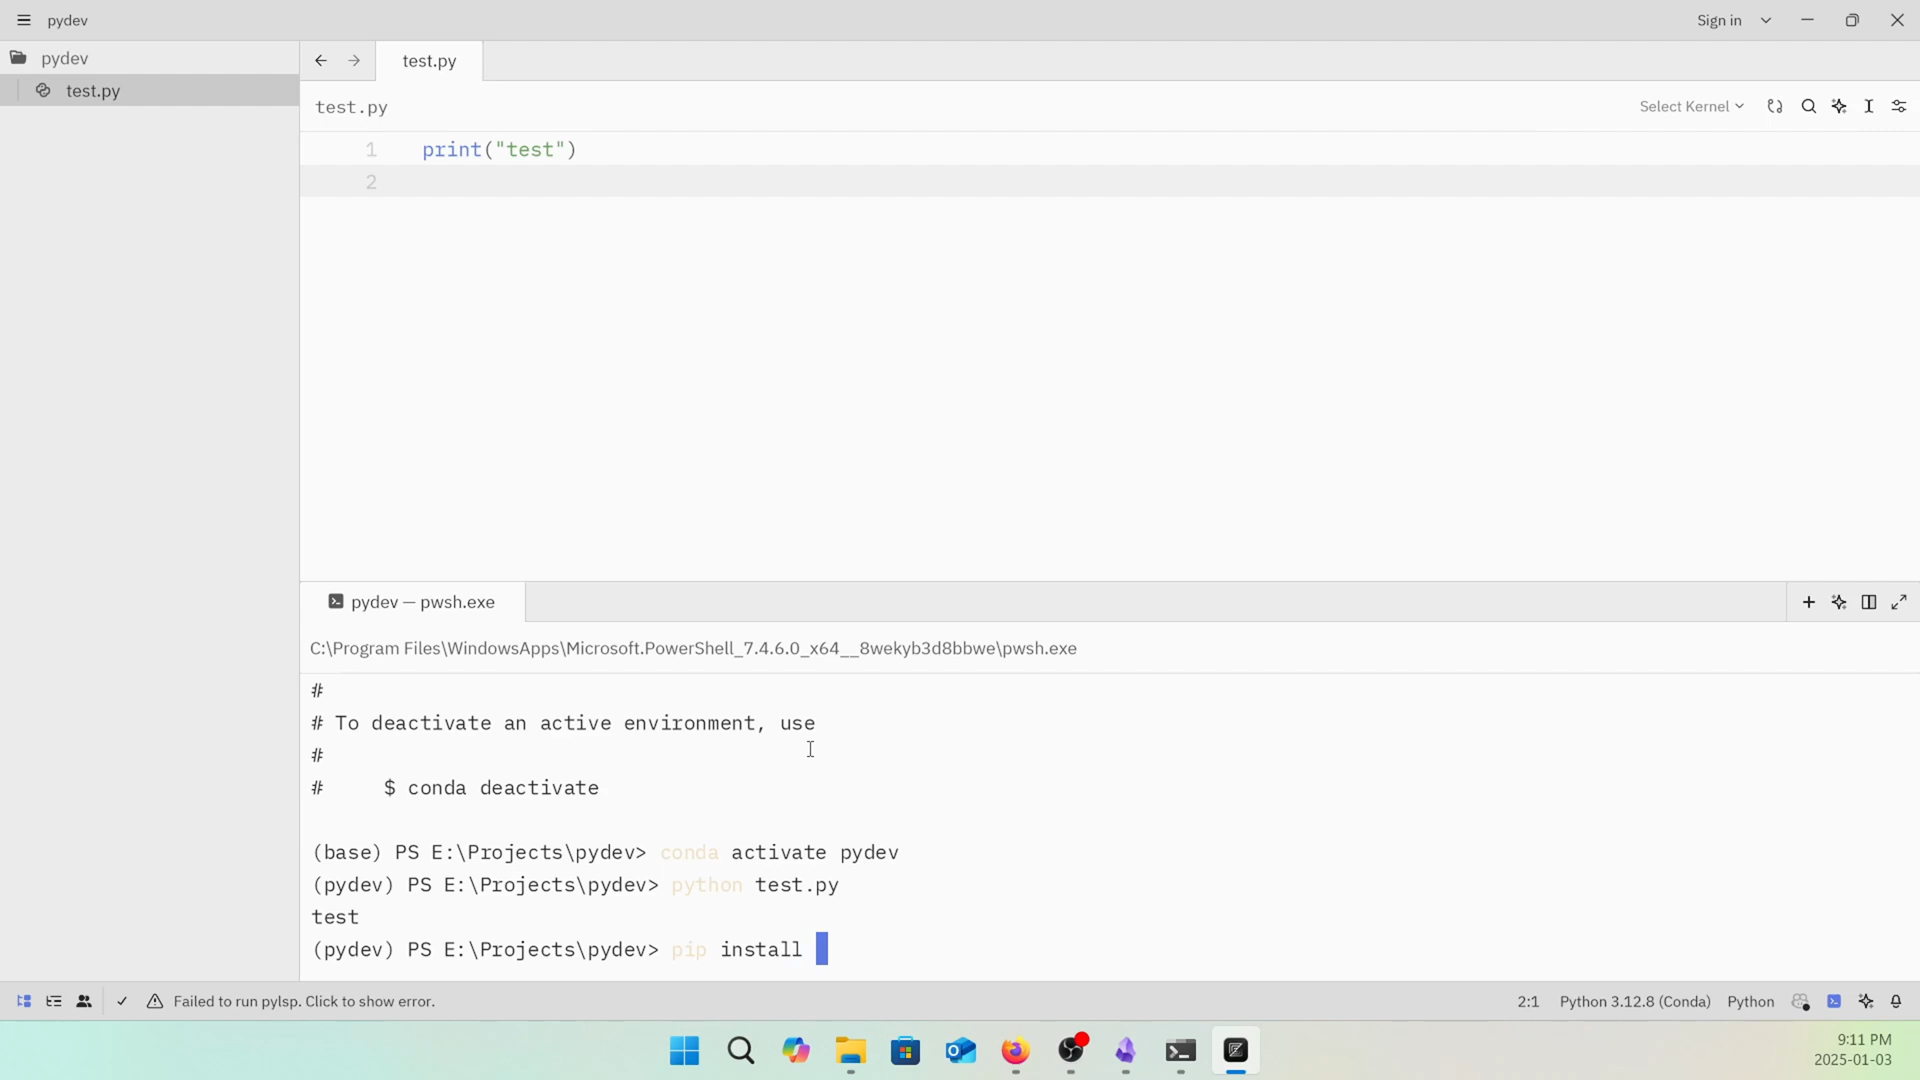 pydev
Sign in
pydev
test.py
test.py
test.py
Select Kernel
1 print("test")
2
pydev — pwsh.exe
C:\Program Files\WindowsApps\Microsoft.PowerShell_7.4.6.0_x64__8wekyb3d8bbwe\pwsh.exe
#
# To deactivate an active environment, use
#
#     $ conda deactivate
(base) PS E:\Projects\pydev> conda activate pydev
(pydev) PS E:\Projects\pydev> python test.py
test
(pydev) PS E:\Projects\pydev> pip install
Failed to run pylsp. Click to show error.
2:1
Python 3.12.8 (Conda)
Python
9:11 PM
2025-01-03